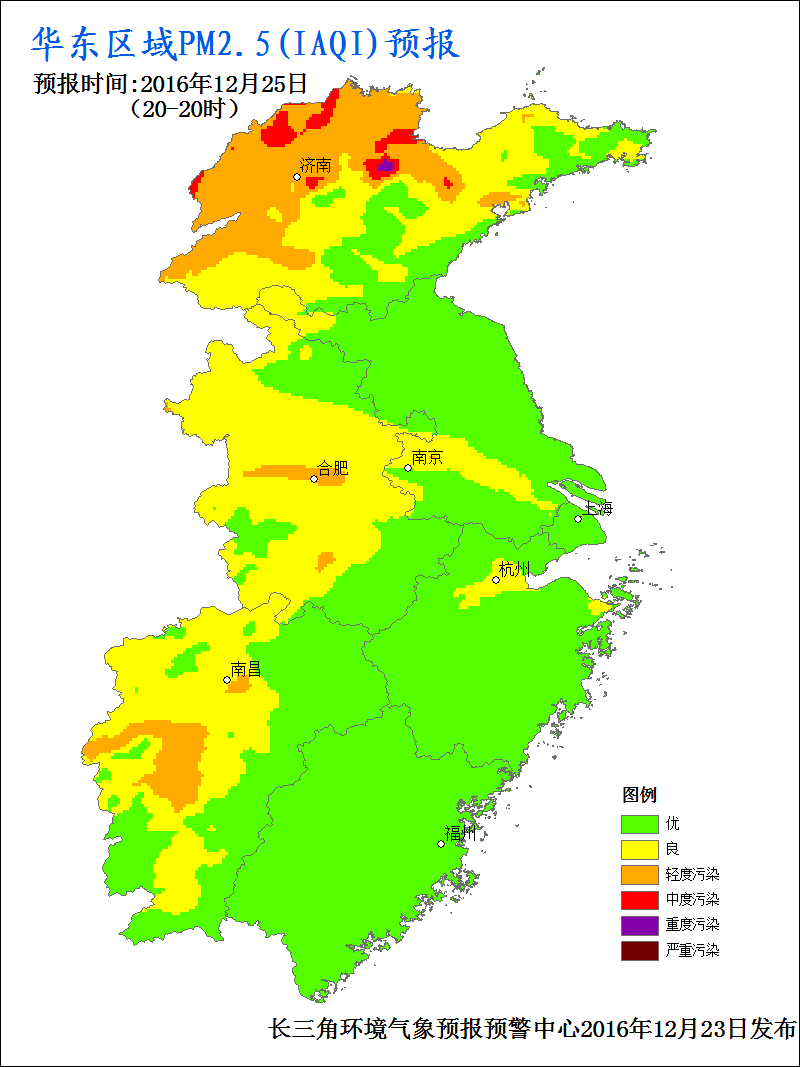 华东区域PM2.5(IAQI)预报
预报时间:2016年12月25日
（20-20时）
济南
合肥
南京
上海
杭州
南昌
福州
图例
优
良
轻度污染
中度污染
重度污染
严重污染
长三角环境气象预报预警中心2016年12月23日发布